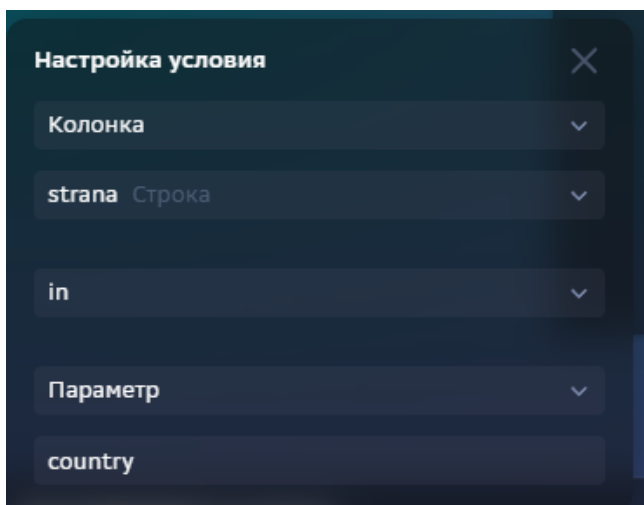 Настройка условия
Колонка
strana Строка
in
Параметр
country